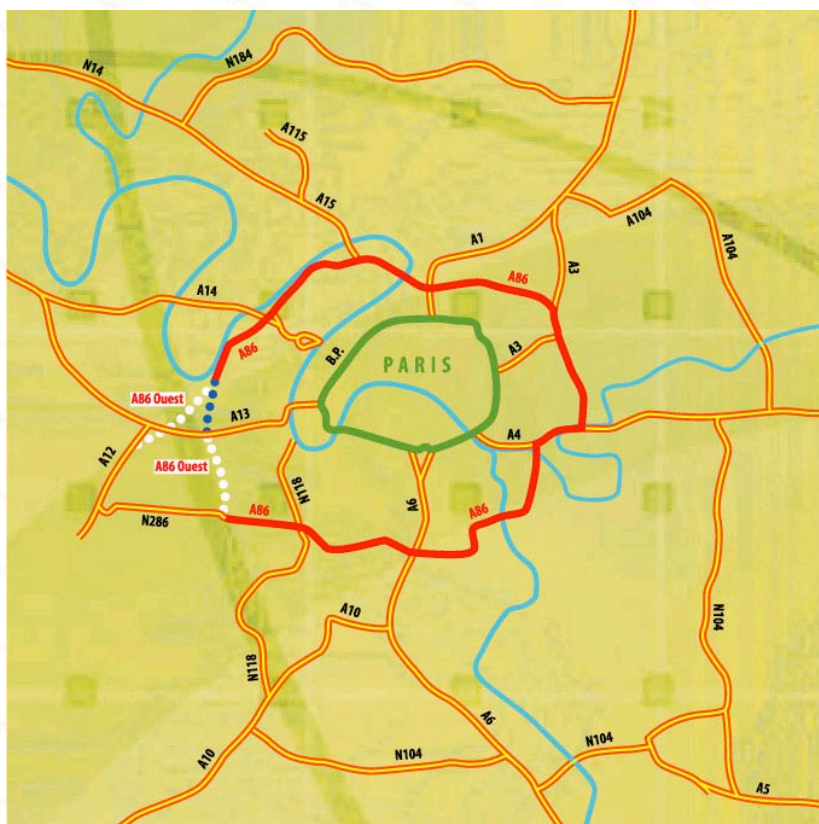 N14
N184
A115
A15
A1
A104
A104
A3
A14
A86
A86
B.P.
PARIS
A3
A86 Ouest
A13
A12
A86 Ouest
A4
N118
A6
A86
A86
N286
A10
N104
N118
A6
A10
N104
N104
A5